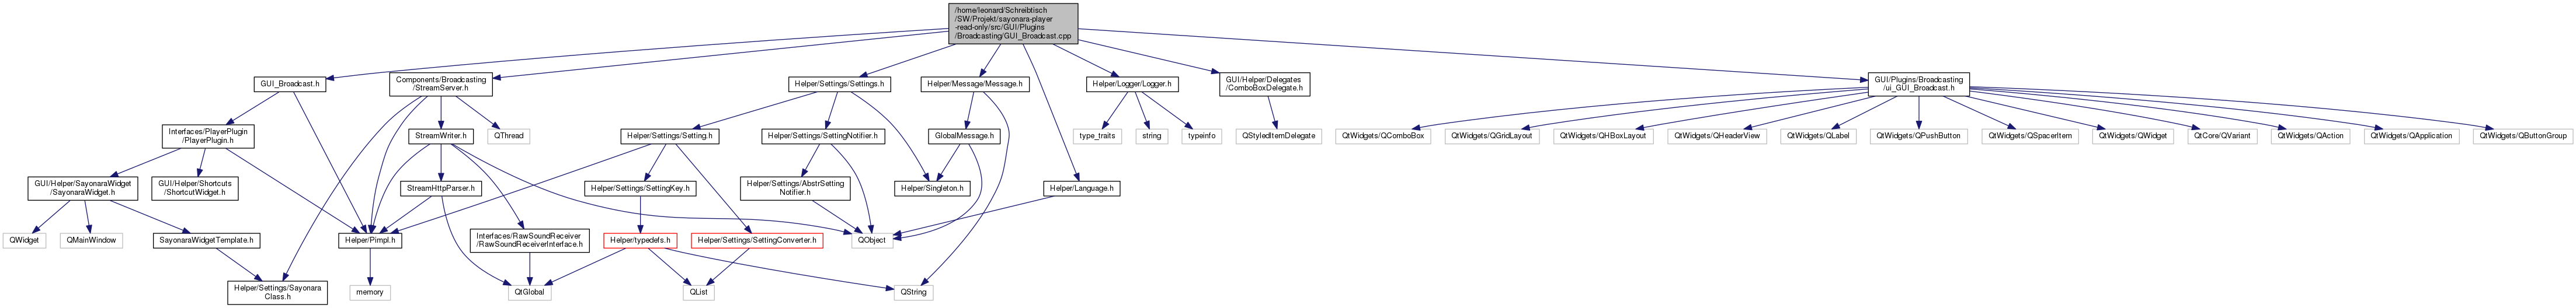 /home/leonard/Schreibtisch
/SW/Projekt/sayonara-player
-read-only/src/GUI/Plugins
/Broadcasting/GUI_Broadcast.cpp
GUI_Broadcast.h
Components/Broadcasting
/StreamServer.h
Helper/Settings/Settings.h
Helper/Message/Message.h
Helper/Logger/Logger.h
GUI/Helper/Delegates
/ComboBoxDelegate.h
GUI/Plugins/Broadcasting
/ui_GUI_Broadcast.h
Interfaces/PlayerPlugin
/PlayerPlugin.h
StreamWriter.h
QThread
Helper/Settings/Setting.h
Helper/Settings/SettingNotifier.h
GlobalMessage.h
type_traits
string
typeinfo
QStyledItemDelegate
QtWidgets/QComboBox
QtWidgets/QGridLayout
QtWidgets/QHBoxLayout
QtWidgets/QHeaderView
QtWidgets/QLabel
QtWidgets/QPushButton
QtWidgets/QSpacerItem
QtWidgets/QWidget
QtCore/QVariant
QtWidgets/QAction
QtWidgets/QApplication
QtWidgets/QButtonGroup
GUI/Helper/SayonaraWidget
/SayonaraWidget.h
GUI/Helper/Shortcuts
/ShortcutWidget.h
StreamHttpParser.h
Helper/Settings/SettingKey.h
Helper/Settings/AbstrSetting
Notifier.h
Helper/Singleton.h
Helper/Language.h
QWidget
QMainWindow
SayonaraWidgetTemplate.h
Helper/Pimpl.h
Interfaces/RawSoundReceiver
/RawSoundReceiverInterface.h
Helper/typedefs.h
Helper/Settings/SettingConverter.h
QObject
Helper/Settings/Sayonara
Class.h
memory
QtGlobal
QList
QString